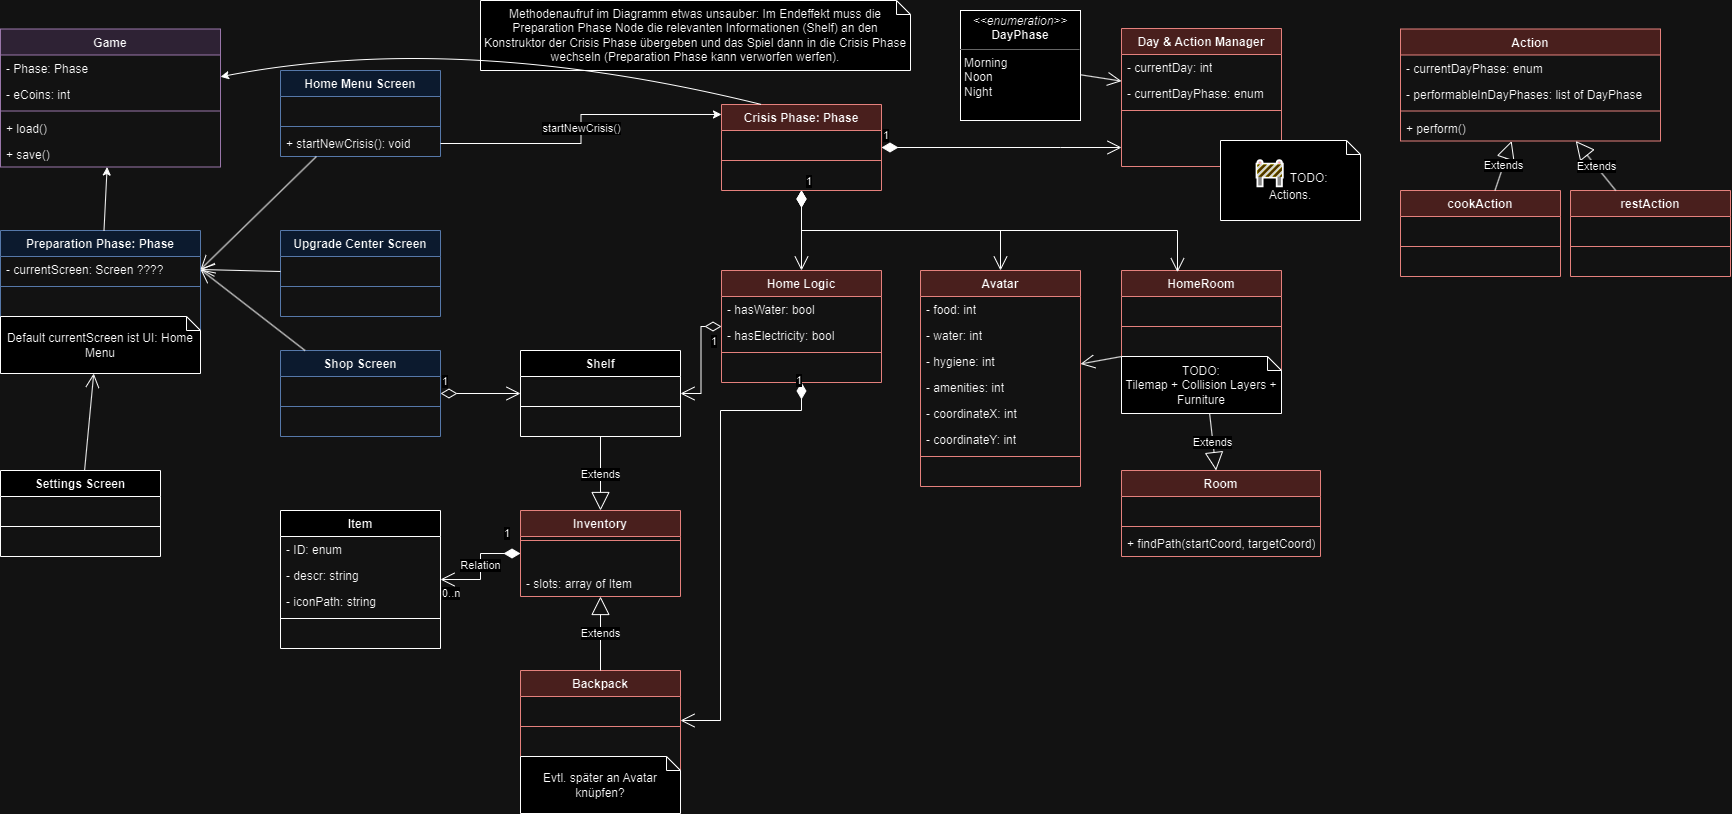 Methodenaufruf im Diagramm etwas unsauber: Im Endeffekt muss die
Preparation Phase Node die relevanten Informationen (Shelf) an den
Konstruktor der Crisis Phase übergeben und das Spiel dann in die Crisis Phase
wechseln (Preparation Phase kann verworfen werfen).
Game
- Phase: Phase
- eCoins: int
+ load()
+ save()
Home Menu Screen
+ startNewCrisis(): void
startNewCrisis()
Crisis Phase: Phase
1
1
<<enumeration>>
DayPhase
Morning
Noon
Night
Day & Action Manager
- currentDay: int
- currentDayPhase: enum
TODO:
Actions.
Action
- currentDayPhase: enum
- performableInDayPhases: list of DayPhase
+ perform()
Extends
Extends
cookAction
restAction
Preparation Phase: Phase
- currentScreen: Screen ????
Default currentScreen ist UI: Home
Menu
Upgrade Center Screen
Shop Screen
1
Settings Screen
Shelf
Extends
Home Logic
- hasWater: bool
- hasElectricity: bool
1
1
Avatar
- food: int
- water: int
- hygiene: int
- amenities: int
- coordinateX: int
- coordinateY: int
HomeRoom
TODO:
Tilemap + Collision Layers +
Furniture
Extends
Room
+ findPath(startCoord, targetCoord)
Item
- ID: enum
- descr: string
- iconPath: string
1
Relation
0..n
Inventory
- slots: array of Item
Extends
Backpack
Evtl. später an Avatar
knüpfen?